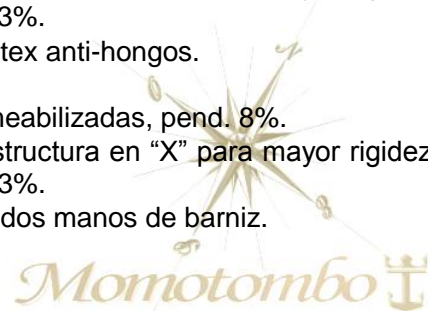 3%.
tex anti-hongos.
neabilizadas, pend. 8%.
structura en “X” para mayor rigidez
3%.
dos manos de barniz.
N
O
Momotombo